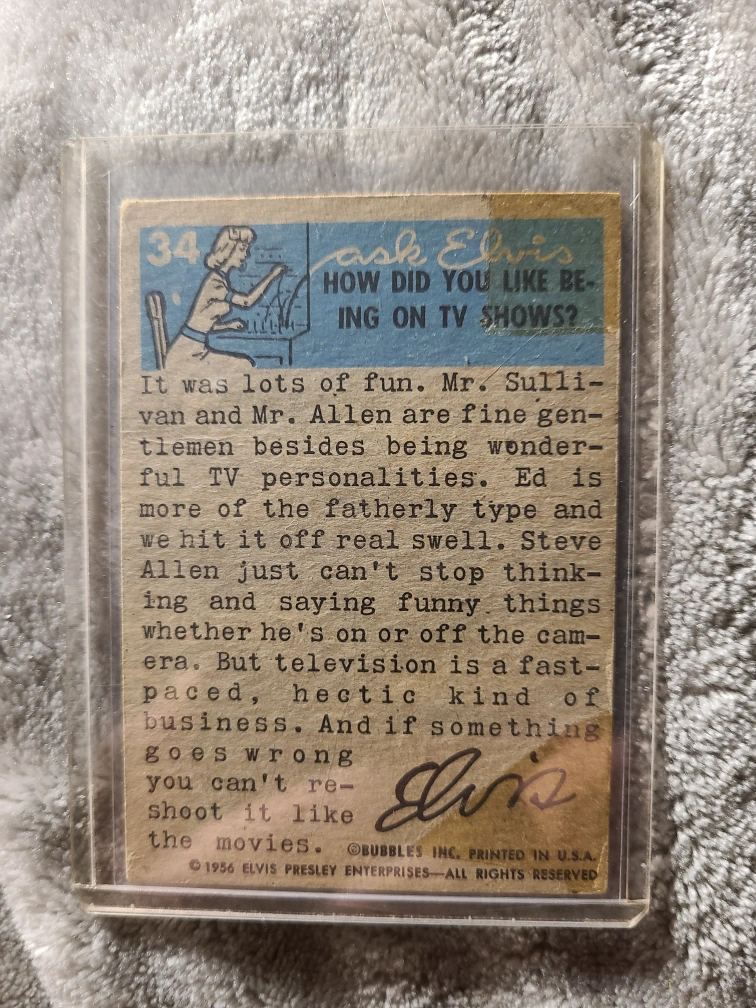 34
ask Elvis
HOW DID YOU LIKE BE-
ING ON TV SHOWS?
It was lots of fun. Mr. Sulli-
van and Mr. Allen are fine gen-
tlemen besides being wonder-
ful TV personalities. Ed is
more of the fatherly type and
we hit it off real swell. Steve
Allen just can't stop think-
ing and saying funny things
whether he's on or off the cam-
era. But television is a fast-
paced, hectic kind of
business. And if something
goes wrong
you can't re-
shoot it like
the movies.
Elvis
©BUBBLES INC. PRINTED IN U.S.A.
© 1956 ELVIS PRESLEY ENTERPRISES—ALL RIGHTS RESERVED